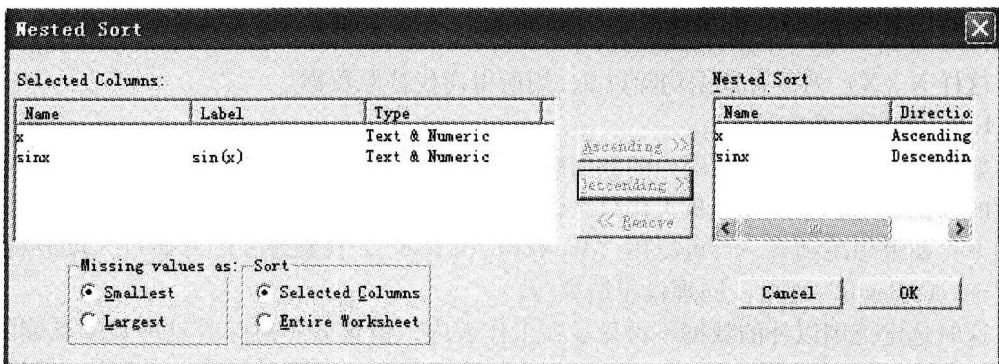 Nested Sort
Selected Columns:
Name Label Type
x Text & Numeric
sinx sin(x) Text & Numeric
Ascending >>
Descending >
<< Remove
Nested Sort
Name Directio
x Ascending
sinx Descendin
Missing values as:
Smallest
Largest
Sort
Selected Columns
Entire Worksheet
Cancel OK